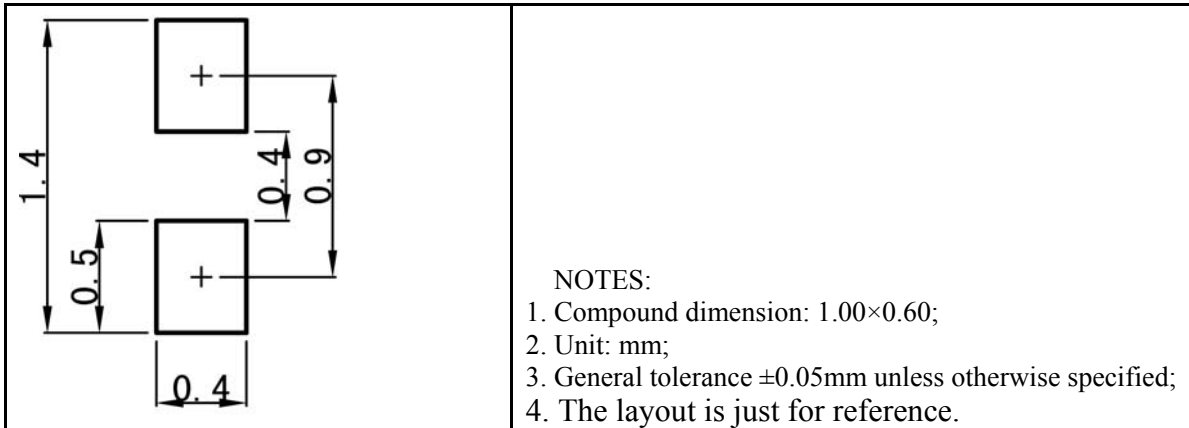 1.4
0.4
0.9
0.5
0.4
NOTES:
1. Compound dimension: 1.00×0.60;
2. Unit: mm;
3. General tolerance ±0.05mm unless otherwise specified;
4. The layout is just for reference.